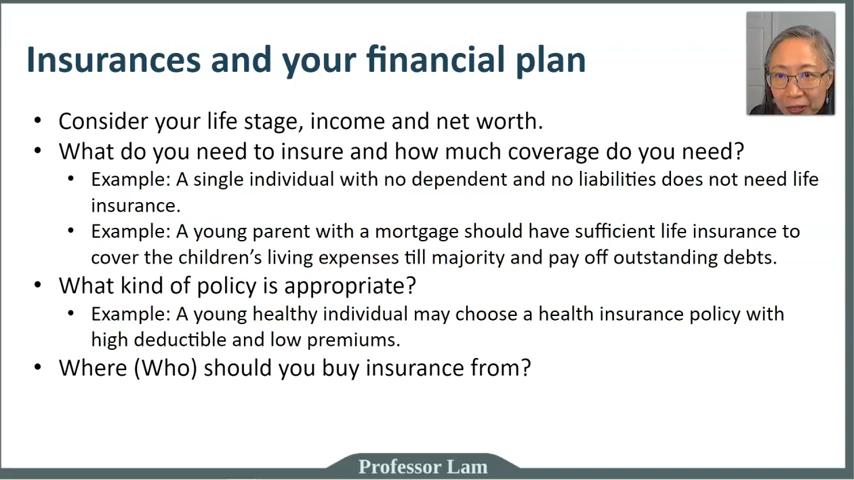 Insurances and your financial plan
• Consider your life stage, income and net worth.
• What do you need to insure and how much coverage do you need?
• Example: A single individual with no dependent and no liabilities does not need life
insurance.
• Example: A young parent with a mortgage should have sufficient life insurance to
cover the children's living expenses till majority and pay off outstanding debts.
• What kind of policy is appropriate?
• Example: A young healthy individual may choose a health insurance policy with
high deductible and low premiums.
• Where (Who) should you buy insurance from?
Professor Lam